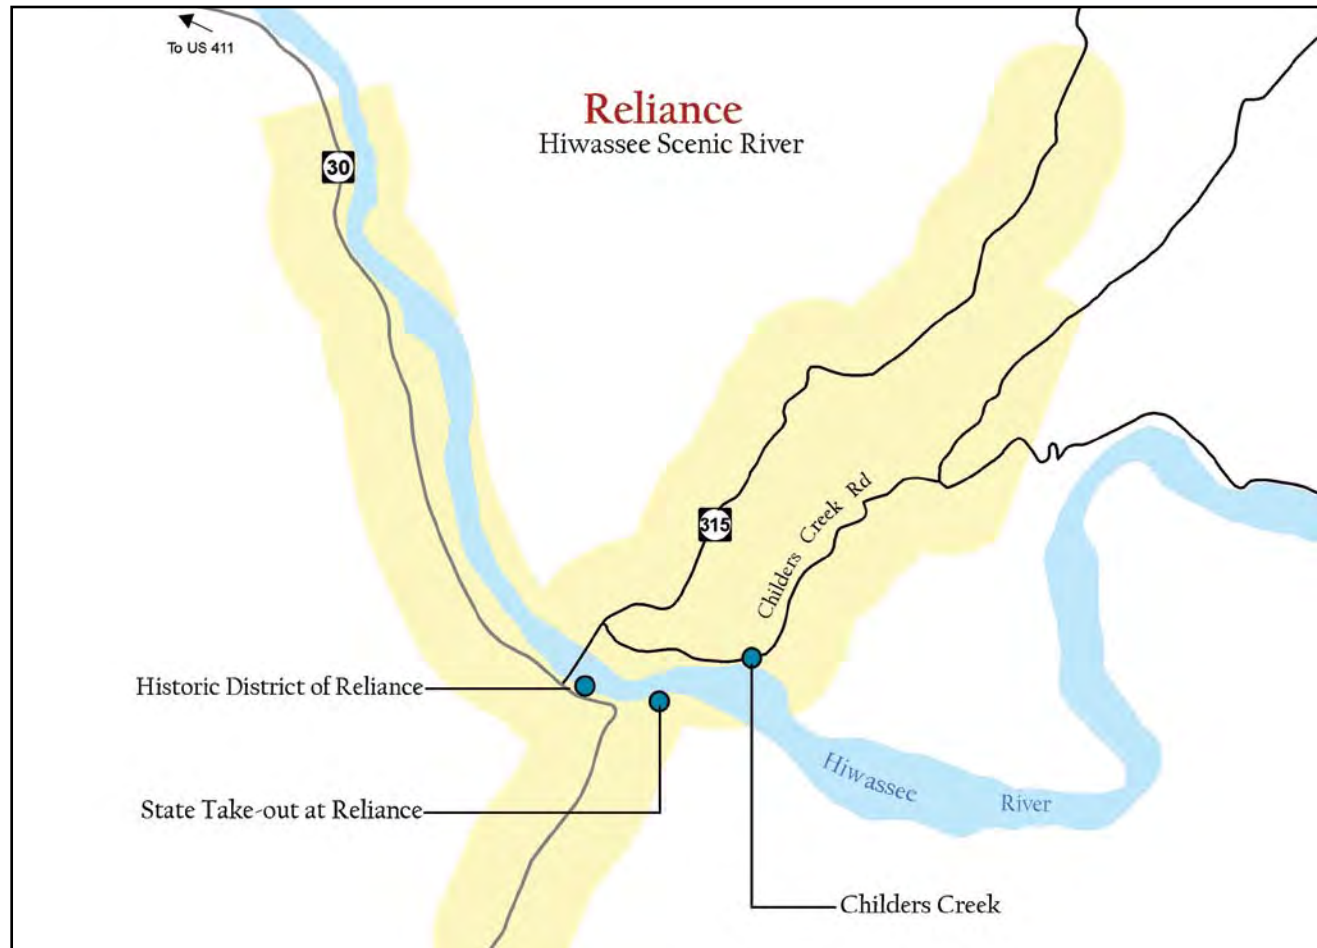 To US 411
Reliance
Hiwassee Scenic River
30
315
Childers Creek Rd
Historic District of Reliance
State Take-out at Reliance
Hiwassee River
Childers Creek